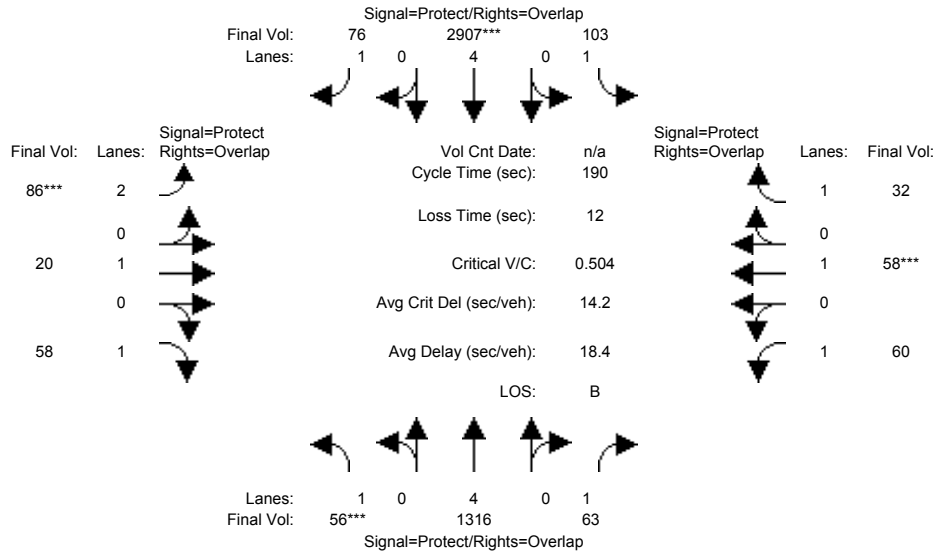 Signal=Protect/Rights=Overlap
Final Vol: 76 2907*** 103
Lanes: 1 0 4 0 1
Signal=Protect Signal=Protect
Final Vol: Lanes: Rights=Overlap Vol Cnt Date: n/a Rights=Overlap Lanes: Final Vol:
Cycle Time (sec): 190
86*** 2 1 32
Loss Time (sec): 12
0 0
20 1 Critical V/C: 0.504 1 58***
0 Avg Crit Del (sec/veh): 14.2 0
58 1 Avg Delay (sec/veh): 18.4 1 60
LOS: B
Lanes: 1 0 4 0 1
Final Vol: 56*** 1316 63
Signal=Protect/Rights=Overlap